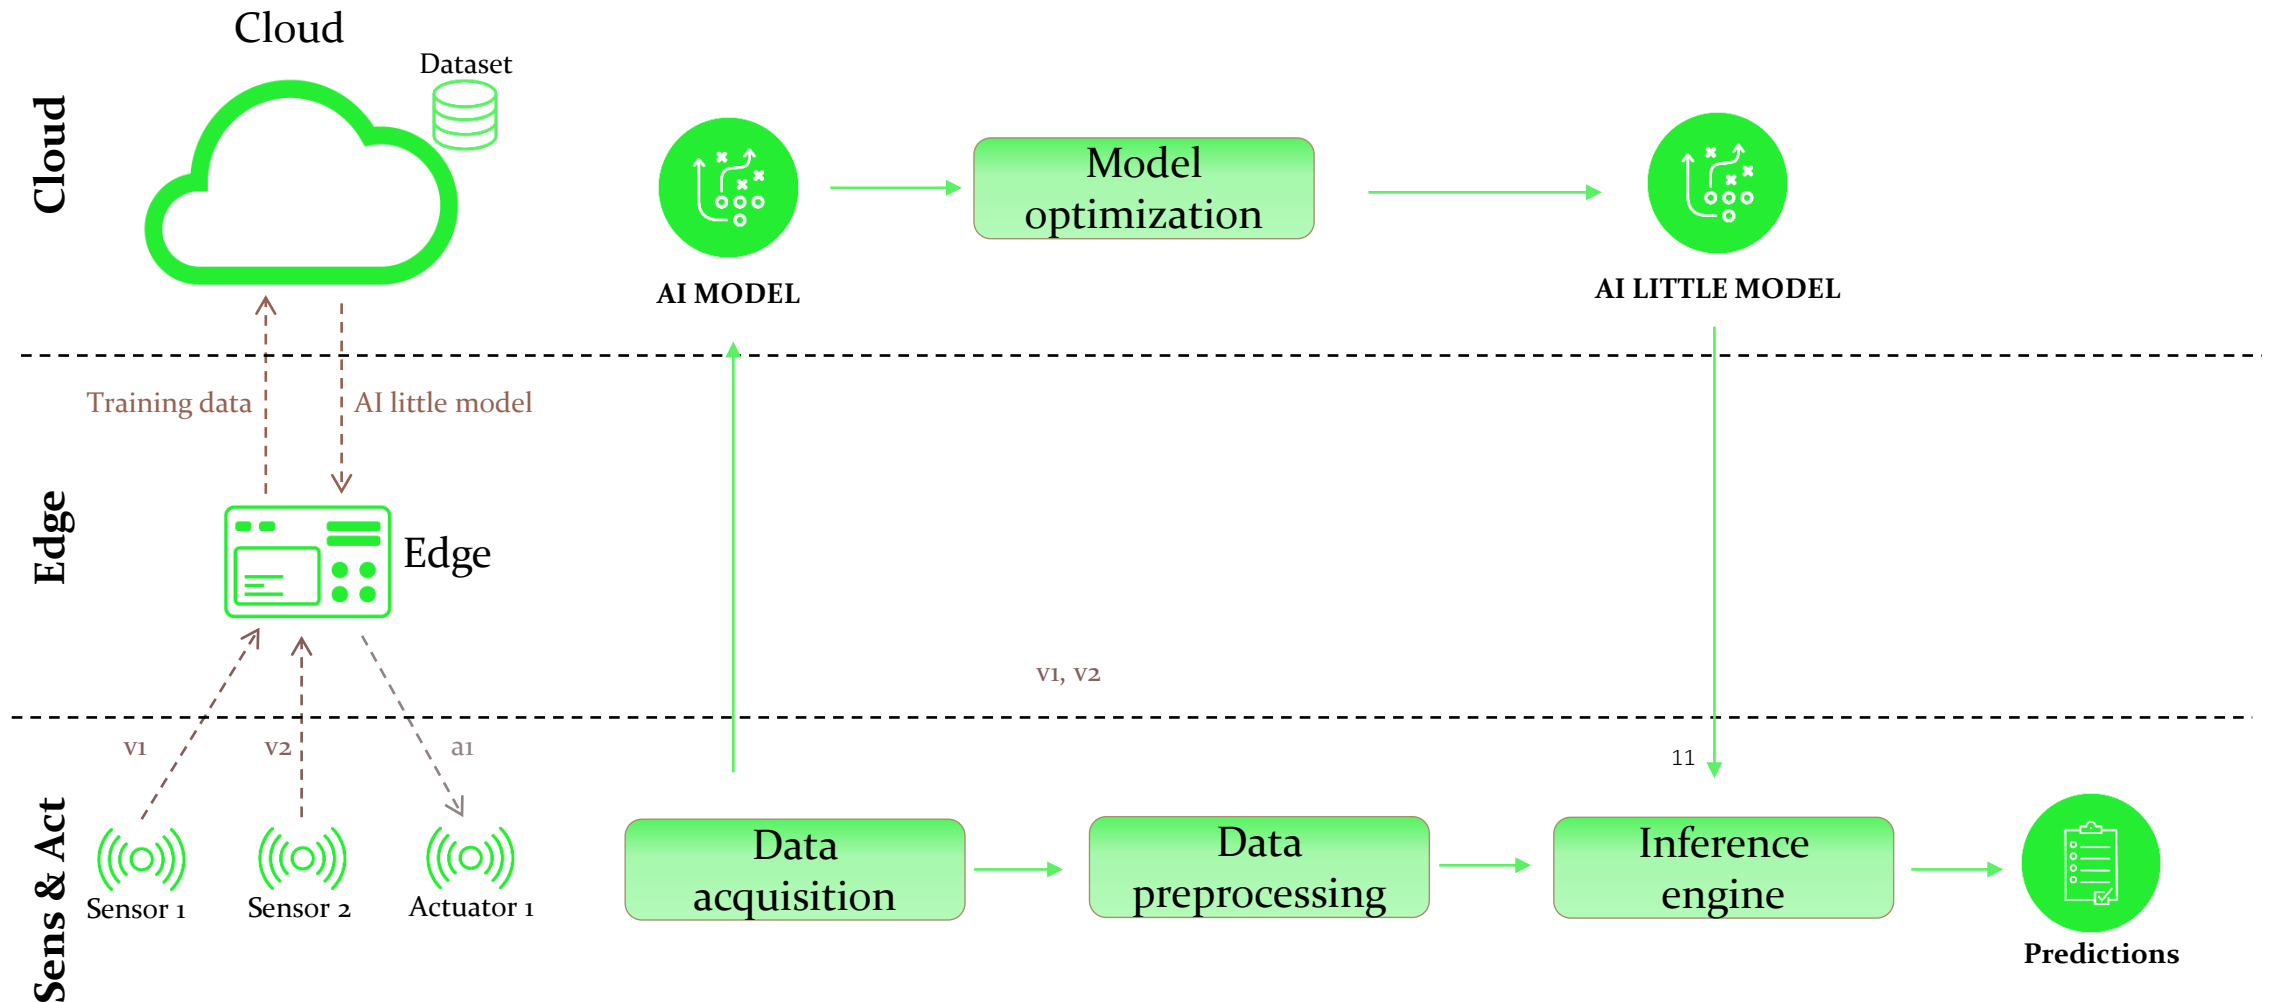 Cloud
Cloud
Dataset
AI MODEL
Model
optimization
AI LITTLE MODEL
Training data
AI little model
Edge
Edge
v1, v2
v1
v2
a1
11
Sens & Act
Sensor 1
Sensor 2
Actuator 1
Data
acquisition
Data
preprocessing
Inference
engine
Predictions